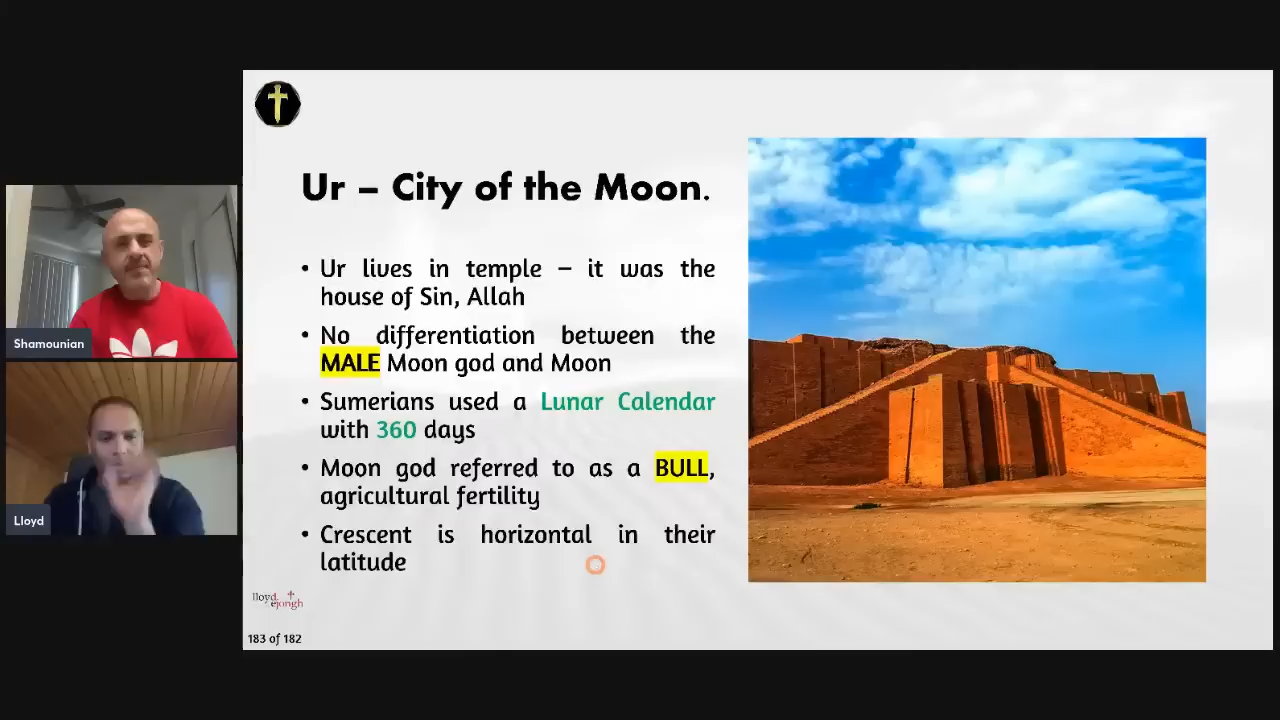 Ur – City of the Moon.
• Ur lives in temple – it was the
house of Sin, Allah
• No differentiation between the
MALE Moon god and Moon
• Sumerians used a Lunar Calendar
with 360 days
• Moon god referred to as a BULL,
agricultural fertility
• Crescent is horizontal in their
latitude
Shamounian
Lloyd
lloyd
ejongh
183 of 182